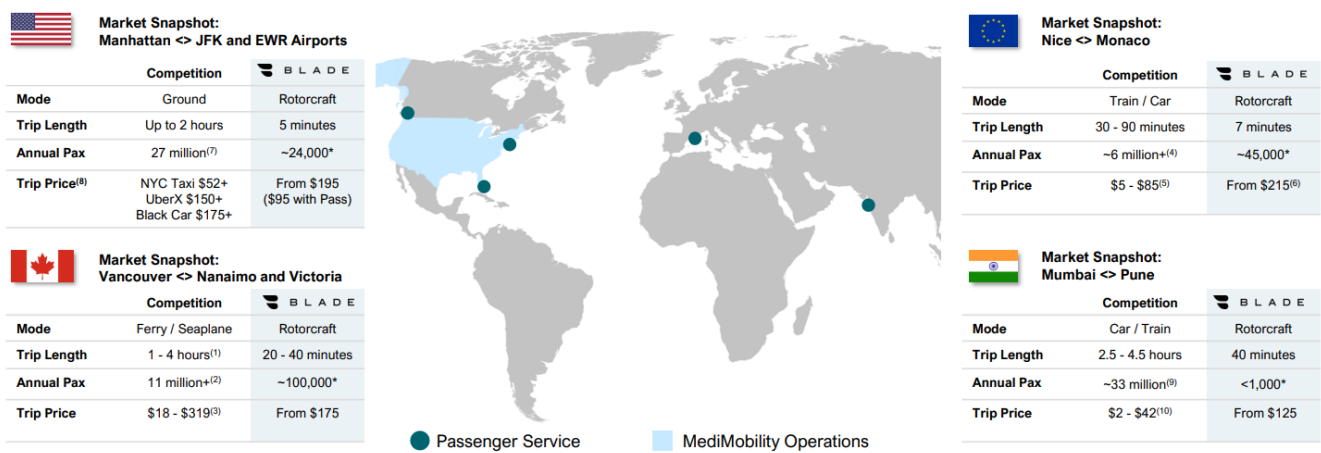 Market Snapshot:
Manhattan <> JFK and EWR Airports
Competition BLADE
Mode Ground Rotorcraft
Trip Length Up to 2 hours 5 minutes
Annual Pax 27 million(7) ~24,000*
Trip Price(8) NYC Taxi $52+ From $195
UberX $150+ ($95 with Pass)
Black Car $175+
Market Snapshot:
Vancouver <> Nanaimo and Victoria
Competition BLADE
Mode Ferry / Seaplane Rotorcraft
Trip Length 1 - 4 hours(1) 20 - 40 minutes
Annual Pax 11 million+(2) ~100,000*
Trip Price $18 - $319(3) From $175
Passenger Service
MediMobility Operations
Market Snapshot:
Nice <> Monaco
Competition BLADE
Mode Train / Car Rotorcraft
Trip Length 30 - 90 minutes 7 minutes
Annual Pax ~6 million+(4) ~45,000*
Trip Price $5 - $85(5) From $215(6)
Market Snapshot:
Mumbai <> Pune
Competition BLADE
Mode Car / Train Rotorcraft
Trip Length 2.5 - 4.5 hours 40 minutes
Annual Pax ~33 million(9) <1,000*
Trip Price $2 - $42(10) From $125